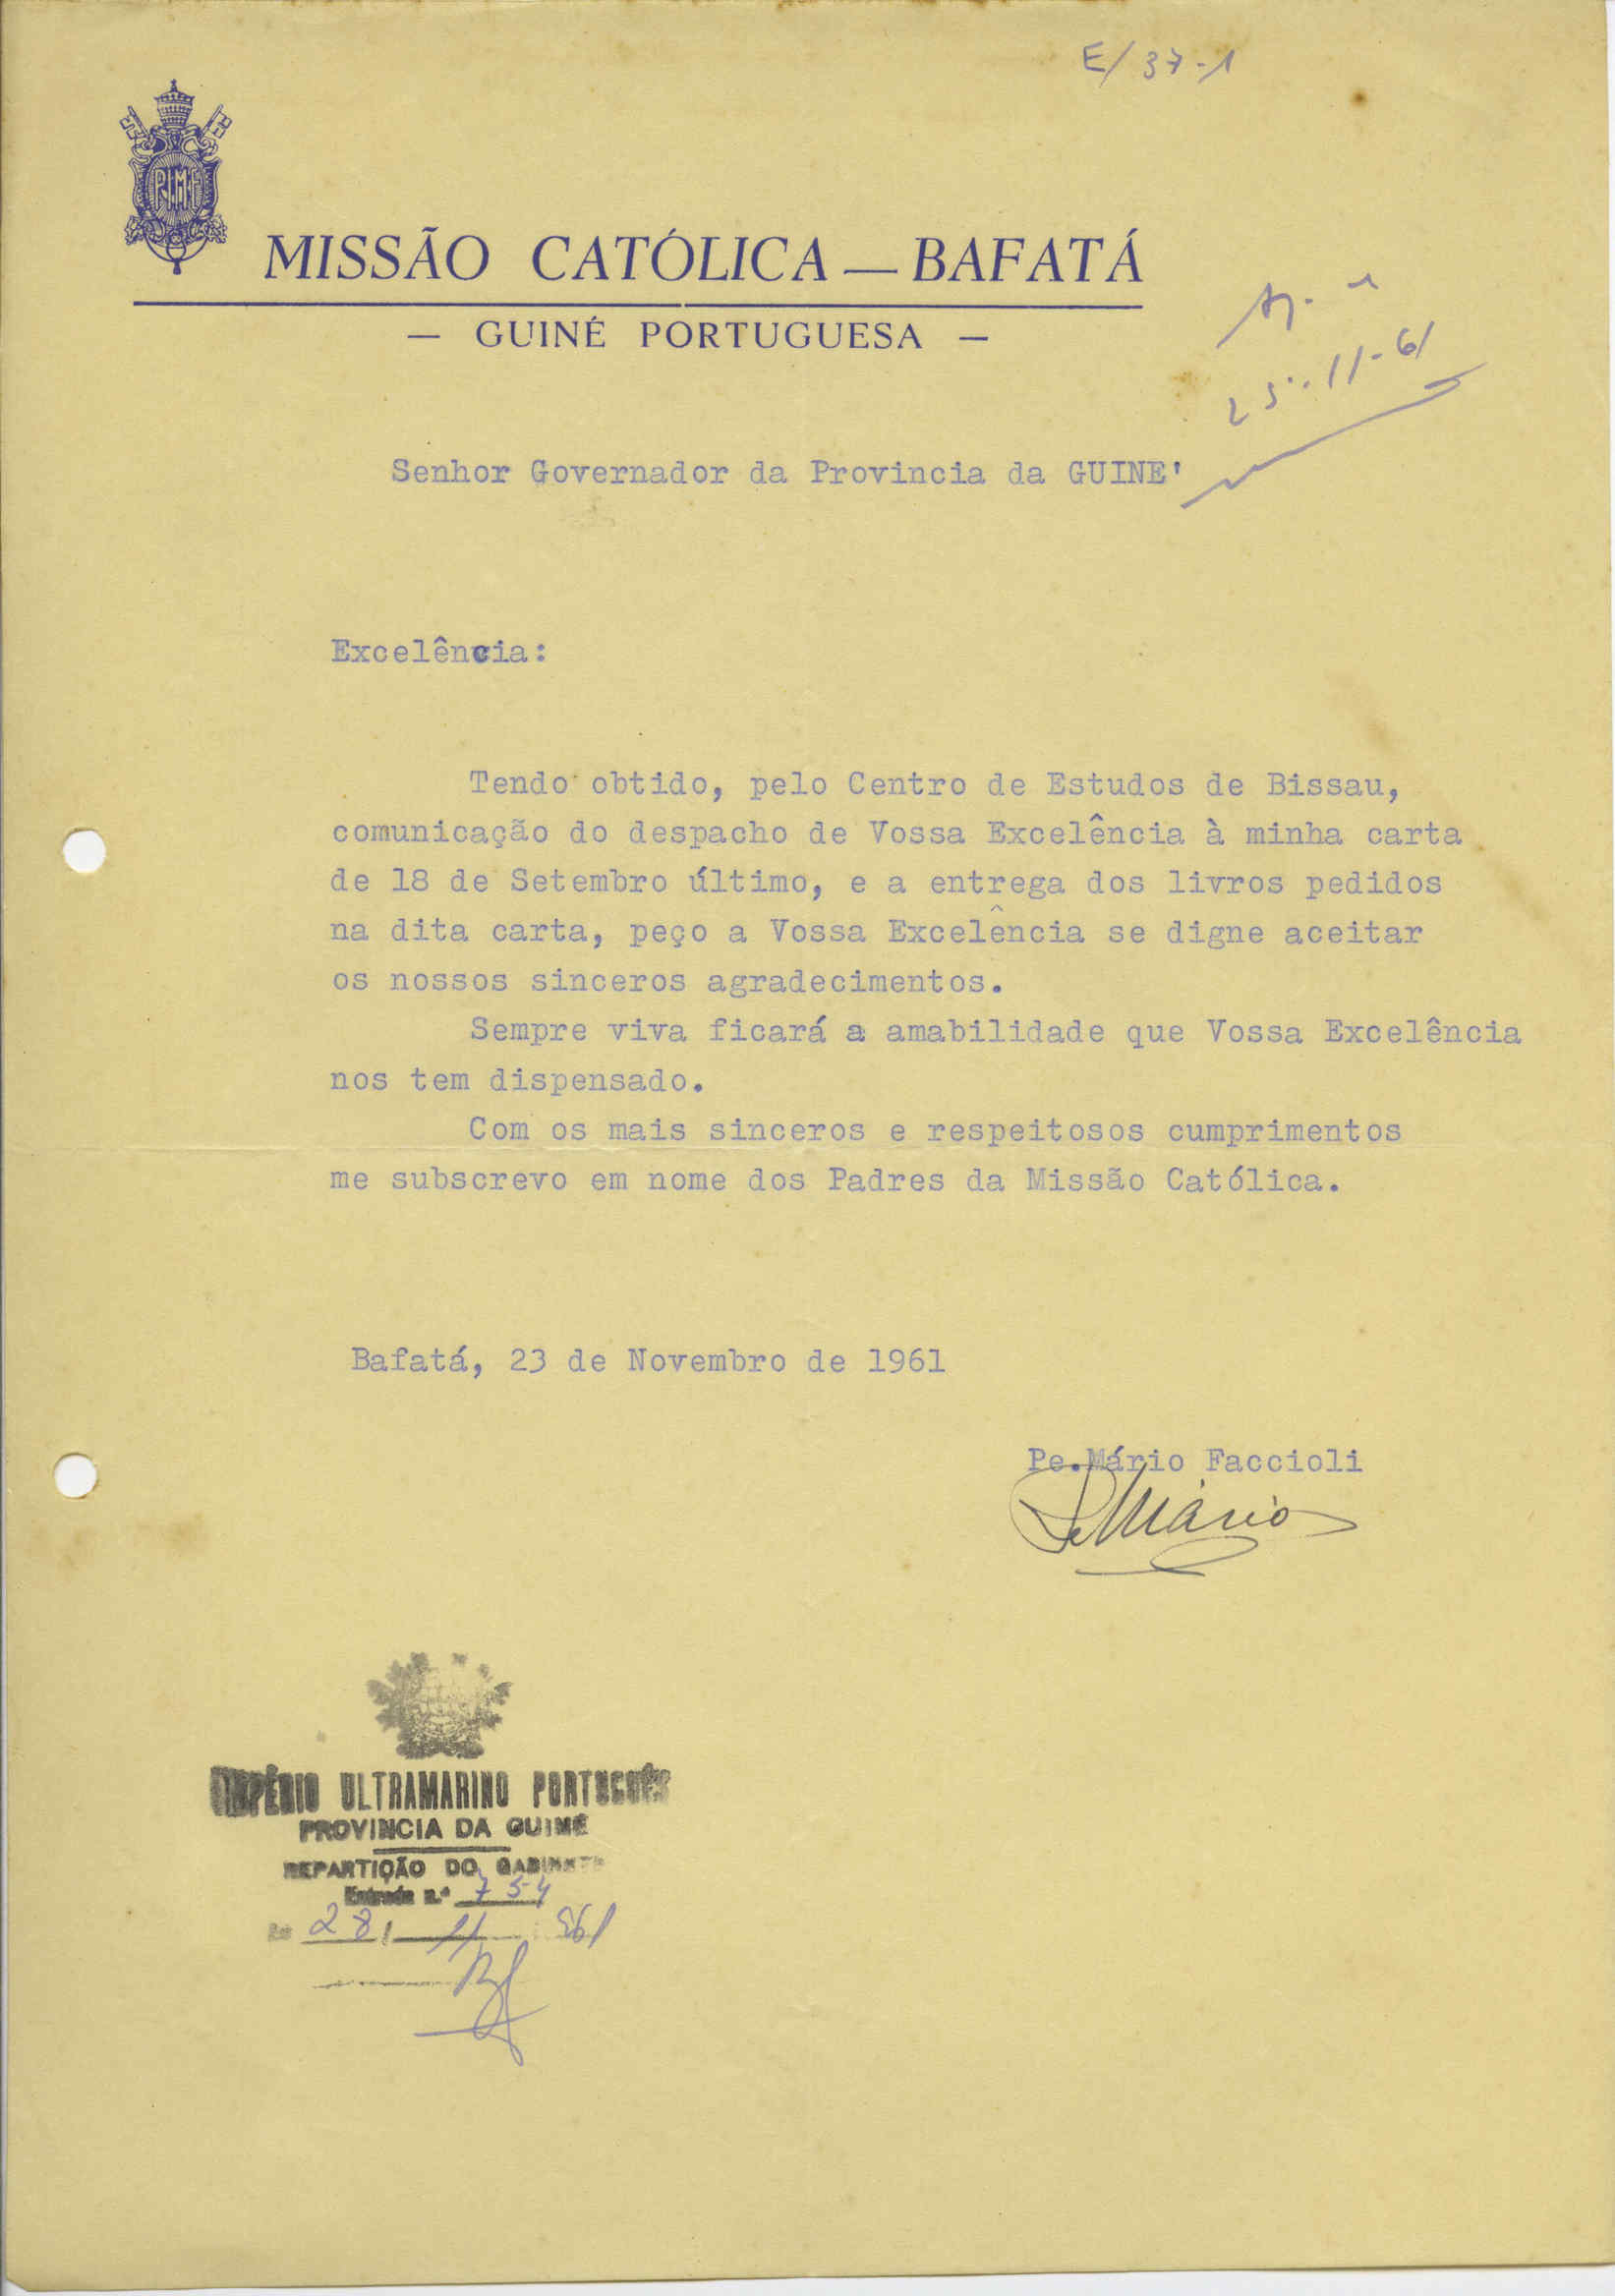 E/37-1
P.I.M.E
MISSÃO CATÓLICA — BAFATÁ
— GUINÉ PORTUGUESA —
25-11-61
Senhor Governador da Provincia da GUINE'
Excelência:
Tendo obtido, pelo Centro de Estudos de Bissau,
comunicação do despacho de Vossa Excelência à minha carta
de 18 de Setembro último, e a entrega dos livros pedidos
na dita carta, peço a Vossa Excelência se digne aceitar
os nossos sinceros agradecimentos.
Sempre viva ficará a amabilidade que Vossa Excelência
nos tem dispensado.
Com os mais sinceros e respeitosos cumprimentos
me subscrevo em nome dos Padres da Missão Católica.
Bafatá, 23 de Novembro de 1961
Pe.Mário Faccioli
Pe Mário
IMPÉRIO ULTRAMARINO PORTUGUÊS
PROVINCIA DA GUINÉ
REPARTIÇÃO DO GABINETE
Entrada n.º 754
28/11/961